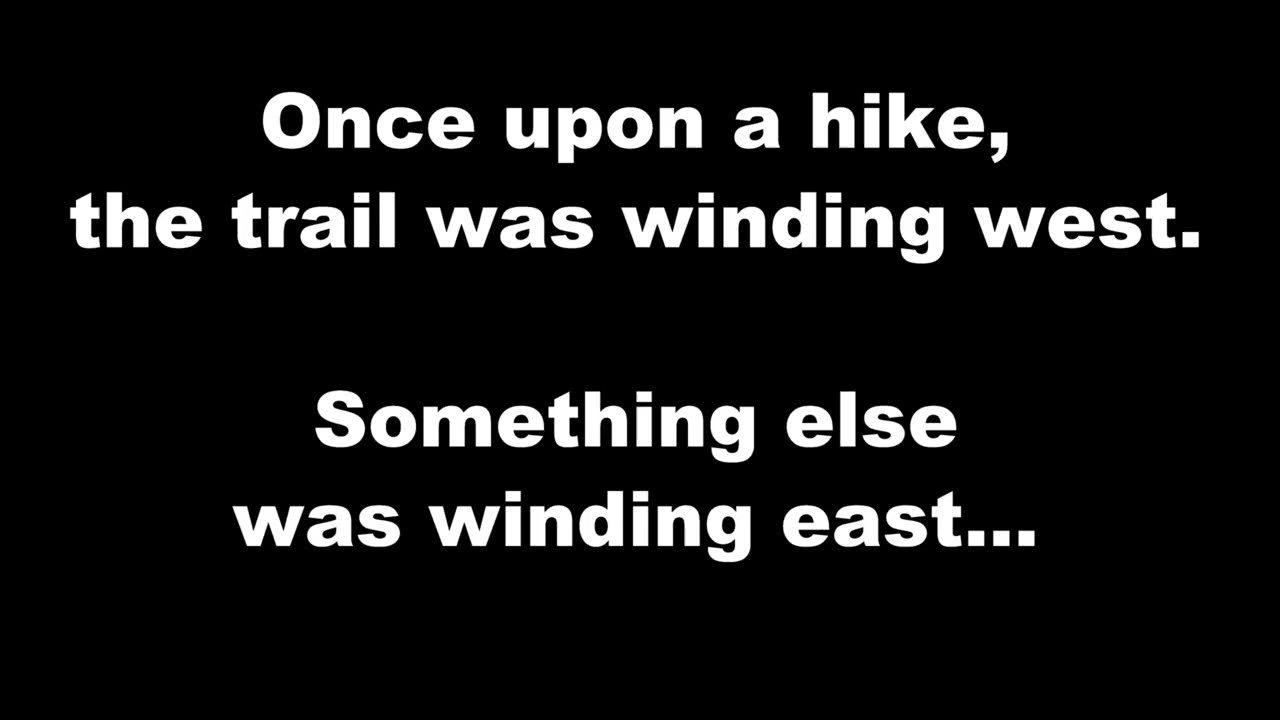 Once upon a hike,
the trail was winding west.
Something else
was winding east...